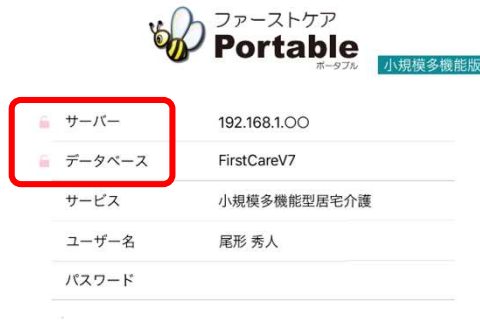 ファーストケア
Portable
ポータブル
小規模多機能版
サーバー 192.168.1.〇〇
データベース FirstCareV7
サービス 小規模多機能型居宅介護
ユーザー名 尾形 秀人
パスワード